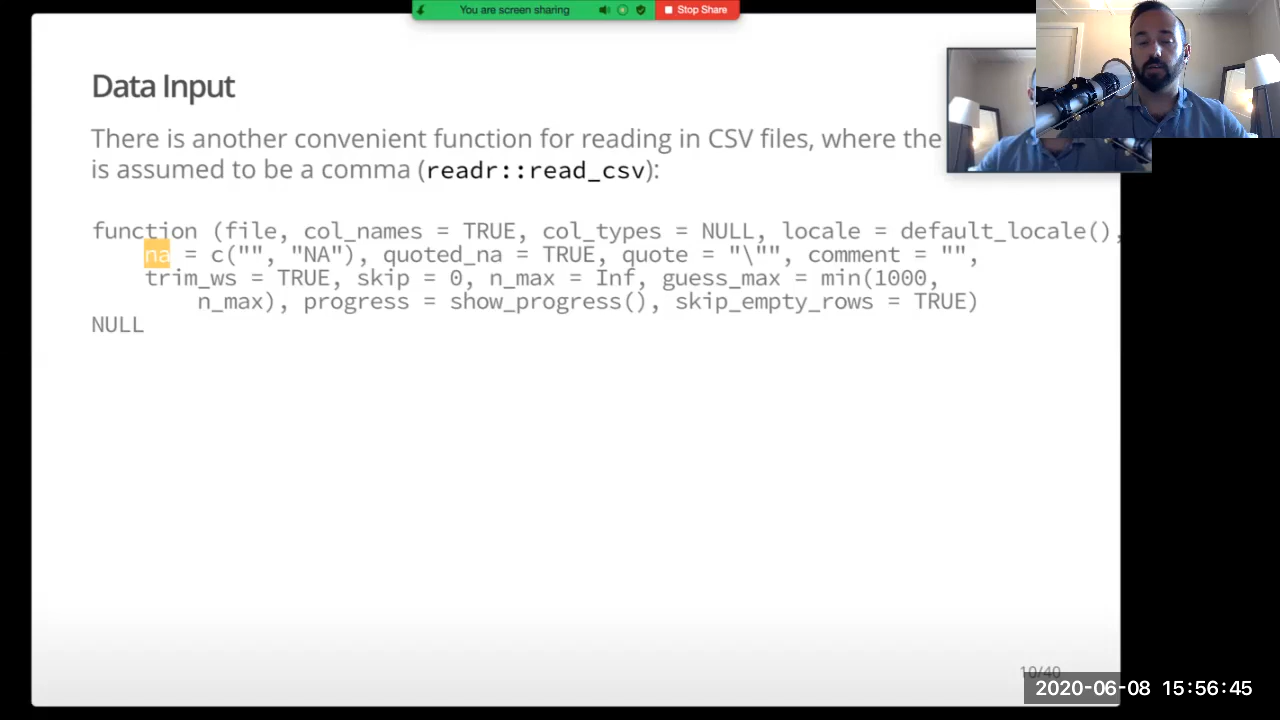 You are screen sharing
Stop Share
Data Input
There is another convenient function for reading in CSV files, where the
is assumed to be a comma (readr::read_csv):
function (file, col_names = TRUE, col_types = NULL, locale = default_locale(),
na = c("", "NA"), quoted_na = TRUE, quote = "\"", comment = "",
trim_ws = TRUE, skip = 0, n_max = Inf, guess_max = min(1000,
n_max), progress = show_progress(), skip_empty_rows = TRUE)
NULL
10/40
2020-06-08 15:56:45